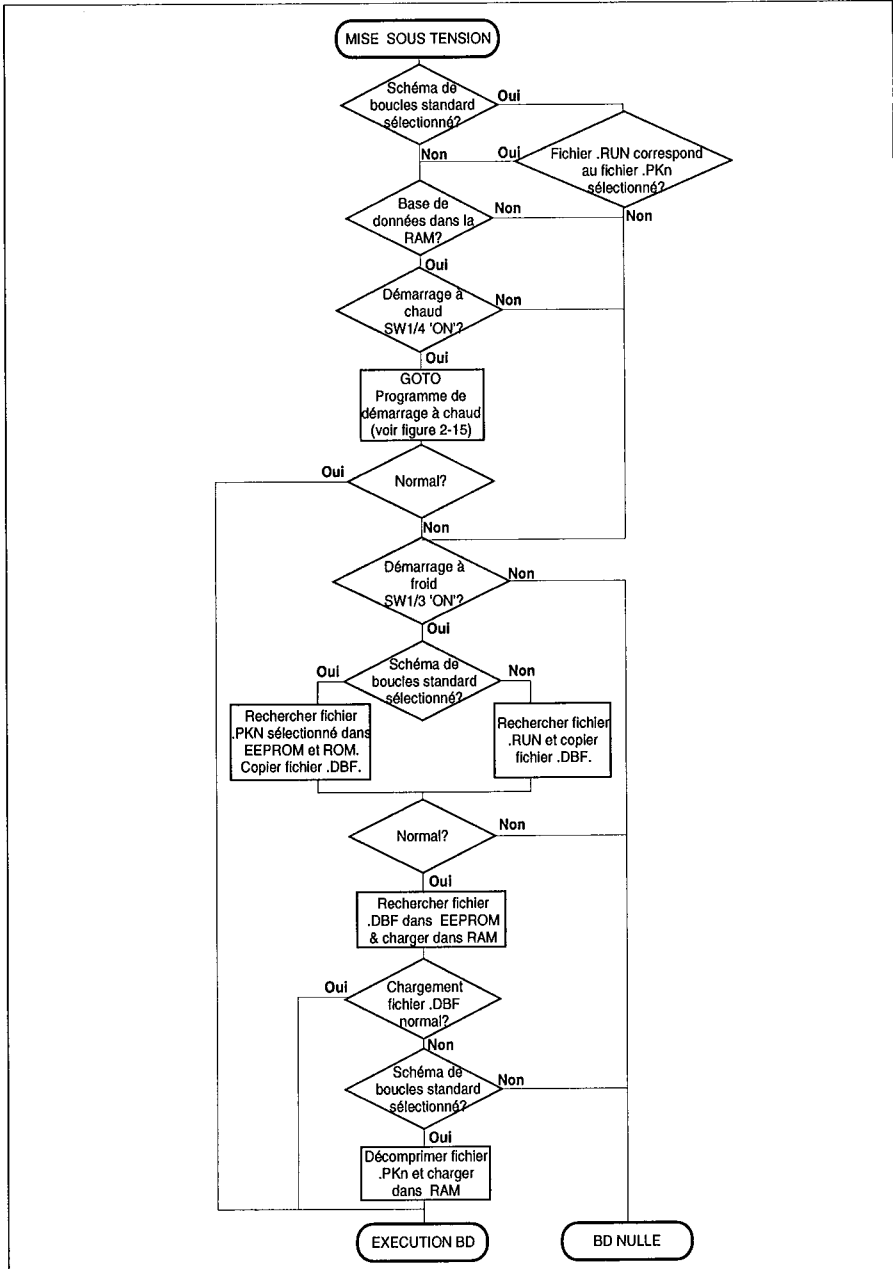 MISE SOUS TENSION
Schéma de
boucles standard
sélectionné?
Oui
Non
Oui
Fichier .RUN correspond
au fichier .PKn
sélectionné?
Non
Base de
données dans la
RAM?
Non
Oui
Démarrage à
chaud
SW1/4 'ON'?
Non
Oui
GOTO
Programme de
démarrage à chaud
(voir figure 2-15)
Oui
Normal?
Non
Démarrage à
froid
SW1/3 'ON'?
Non
Oui
Oui
Schéma de
boucles standard
sélectionné?
Non
Rechercher fichier
.PKN sélectionné dans
EEPROM et ROM.
Copier fichier .DBF.
Rechercher fichier
.RUN et copier
fichier .DBF.
Normal?
Non
Oui
Rechercher fichier
.DBF dans EEPROM
& charger dans RAM
Oui
Chargement
fichier .DBF
normal?
Non
Schéma de
boucles standard
sélectionné?
Non
Oui
Décomprimer fichier
.PKn et charger
dans RAM
EXECUTION BD
BD NULLE